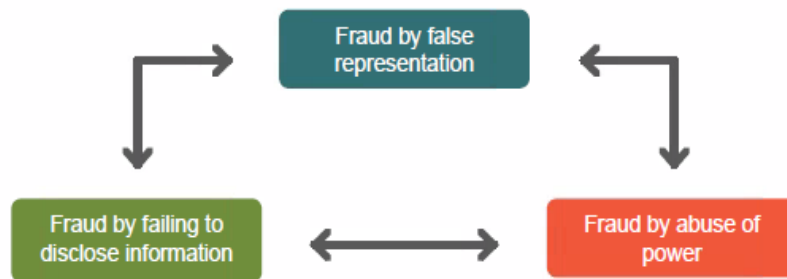 Fraud by false
representation
Fraud by failing to
disclose information
Fraud by abuse of
power